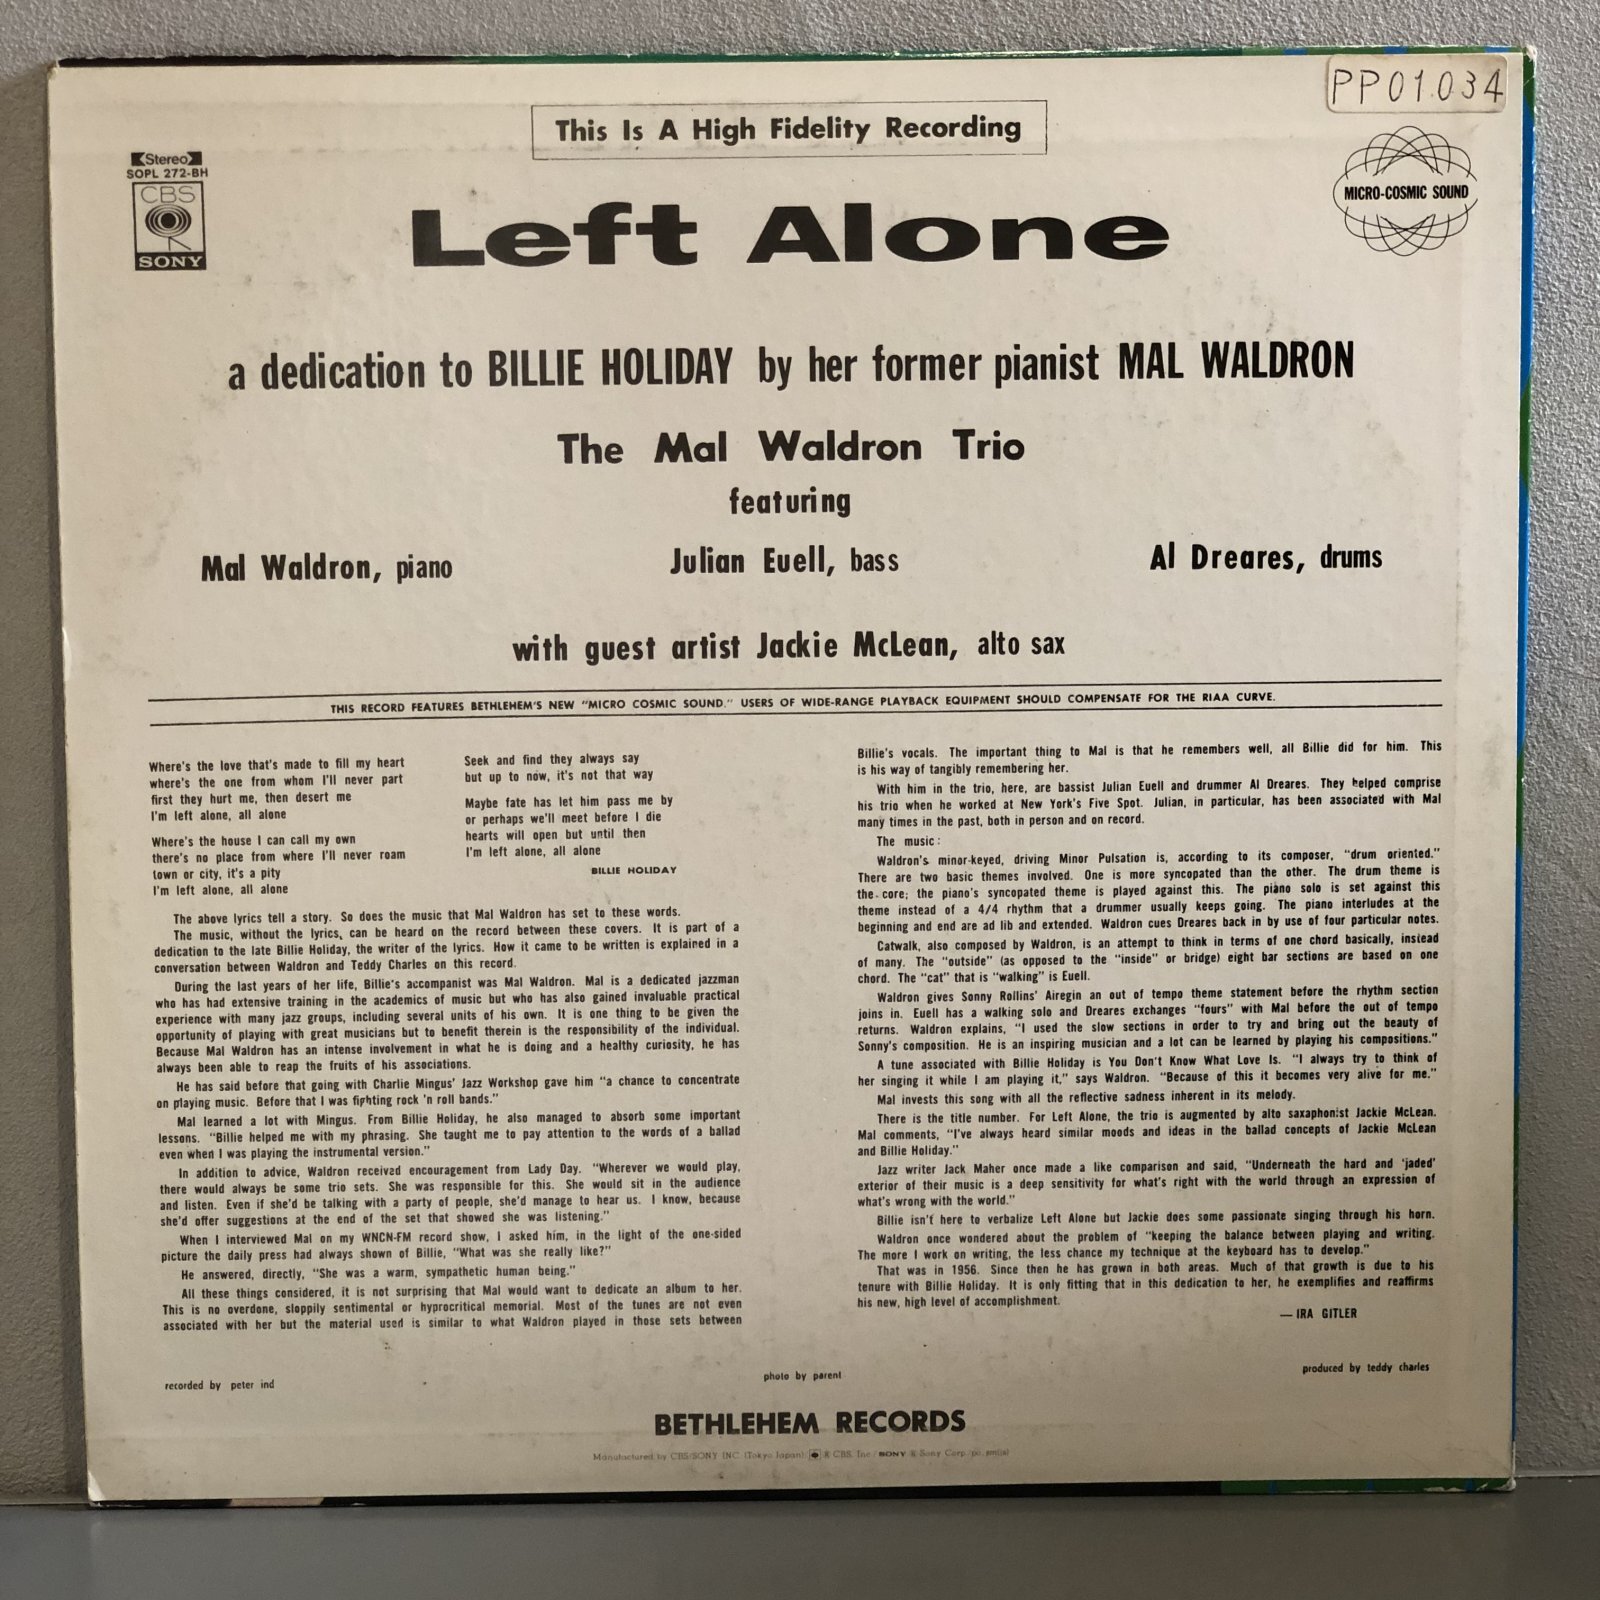 PP01.034
This Is A High Fidelity Recording
Stereo
SOPL 272-BH
CBS
SONY
MICRO-COSMIC SOUND
Left Alone
a dedication to BILLIE HOLIDAY by her former pianist MAL WALDRON
The Mal Waldron Trio
featuring
Mal Waldron, piano
Julian Euell, bass
Al Dreares, drums
with guest artist Jackie McLean, alto sax
THIS RECORD FEATURES BETHLEHEM'S NEW "MICRO COSMIC SOUND." USERS OF WIDE-RANGE PLAYBACK EQUIPMENT SHOULD COMPENSATE FOR THE RIAA CURVE.
Where's the love that's made to fill my heart
where's the one from whom I'll never part
first they hurt me, then desert me
I'm left alone, all alone
Where's the house I can call my own
there's no place from where I'll never roam
town or city, it's a pity
I'm left alone, all alone
Seek and find they always say
but up to now, it's not that way
Maybe fate has let him pass me by
or perhaps we'll meet before I die
hearts will open but until then
I'm left alone, all alone
BILLIE HOLIDAY
The above lyrics tell a story. So does the music that Mal Waldron has set to these words.
The music, without the lyrics, can be heard on the record between these covers. It is part of a
dedication to the late Billie Holiday, the writer of the lyrics. How it came to be written is explained in a
conversation between Waldron and Teddy Charles on this record.
During the last years of her life, Billie's accompanist was Mal Waldron. Mal is a dedicated jazzman
who has had extensive training in the academics of music but who has also gained invaluable practical
experience with many jazz groups, including several units of his own. It is one thing to be given the
opportunity of playing with great musicians but to benefit therein is the responsibility of the individual.
Because Mal Waldron has an intense involvement in what he is doing and a healthy curiosity, he has
always been able to reap the fruits of his associations.
He has said before that going with Charlie Mingus' Jazz Workshop gave him "a chance to concentrate
on playing music. Before that I was fighting rock 'n roll bands."
Mal learned a lot with Mingus. From Billie Holiday, he also managed to absorb some important
lessons. "Billie helped me with my phrasing. She taught me to pay attention to the words of a ballad
even when I was playing the instrumental version."
In addition to advice, Waldron received encouragement from Lady Day. "Wherever we would play,
there would always be some trio sets. She was responsible for this. She would sit in the audience
and listen. Even if she'd be talking with a party of people, she'd manage to hear us. I know, because
she'd offer suggestions at the end of the set that showed she was listening."
When I interviewed Mal on my WNCN-FM record show, I asked him, in the light of the one-sided
picture the daily press had always shown of Billie, "What was she really like?"
He answered, directly, "She was a warm, sympathetic human being."
All these things considered, it is not surprising that Mal would want to dedicate an album to her.
This is no overdone, sloppily sentimental or hyprocritical memorial. Most of the tunes are not even
associated with her but the material used is similar to what Waldron played in those sets between
Billie's vocals. The important thing to Mal is that he remembers well, all Billie did for him. This
is his way of tangibly remembering her.
With him in the trio, here, are bassist Julian Euell and drummer Al Dreares. They helped comprise
his trio when he worked at New York's Five Spot. Julian, in particular, has been associated with Mal
many times in the past, both in person and on record.
The music:
Waldron's minor-keyed, driving Minor Pulsation is, according to its composer, "drum oriented."
There are two basic themes involved. One is more syncopated than the other. The drum theme is
the core; the piano's syncopated theme is played against this. The piano solo is set against this
theme instead of a 4/4 rhythm that a drummer usually keeps going. The piano interludes at the
beginning and end are ad lib and extended. Waldron cues Dreares back in by use of four particular notes.
Catwalk, also composed by Waldron, is an attempt to think in terms of one chord basically, instead
of many. The "outside" (as opposed to the "inside" or bridge) eight bar sections are based on one
chord. The "cat" that is "walking" is Euell.
Waldron gives Sonny Rollins' Airegin an out of tempo theme statement before the rhythm section
joins in. Euell has a walking solo and Dreares exchanges "fours" with Mal before the out of tempo
returns. Waldron explains, "I used the slow sections in order to try and bring out the beauty of
Sonny's composition. He is an inspiring musician and a lot can be learned by playing his compositions."
A tune associated with Billie Holiday is You Don't Know What Love Is. "I always try to think of
her singing it while I am playing it," says Waldron. "Because of this it becomes very alive for me."
Mal invests this song with all the reflective sadness inherent in its melody.
There is the title number. For Left Alone, the trio is augmented by alto saxophonist Jackie McLean.
Mal comments, "I've always heard similar moods and ideas in the ballad concepts of Jackie McLean
and Billie Holiday."
Jazz writer Jack Maher once made a like comparison and said, "Underneath the hard and 'jaded'
exterior of their music is a deep sensitivity for what's right with the world through an expression of
what's wrong with the world."
Billie isn't here to verbalize Left Alone but Jackie does some passionate singing through his horn.
Waldron once wondered about the problem of "keeping the balance between playing and writing.
The more I work on writing, the less chance my technique at the keyboard has to develop."
That was in 1956. Since then he has grown in both areas. Much of that growth is due to his
tenure with Billie Holiday. It is only fitting that in this dedication to her, he exemplifies and reaffirms
his new, high level of accomplishment.
— IRA GITLER
recorded by peter ind
photo by parent
produced by teddy charles
BETHLEHEM RECORDS
Manufactured by CBS/SONY INC. (Tokyo Japan) ® CBS, Inc./SONY ® Sony Corp.